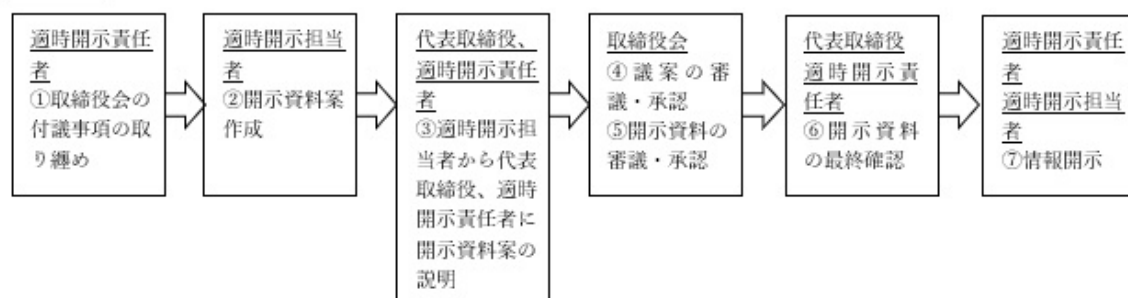 適時開示責任
者
①取締役会の
付議事項の取
り纏め
適時開示担当
者
②開示資料案
作成
代表取締役、
適時開示責任
者
③適時開示担
当者から代表
取締役、適時
開示責任者に
開示資料案の
説明
取締役会
④議案の審
議・承認
⑤開示資料の
審議・承認
代表取締役
適時開示責
任者
⑥開示資料
の最終確認
適時開示責任
者
適時開示担当
者
⑦情報開示